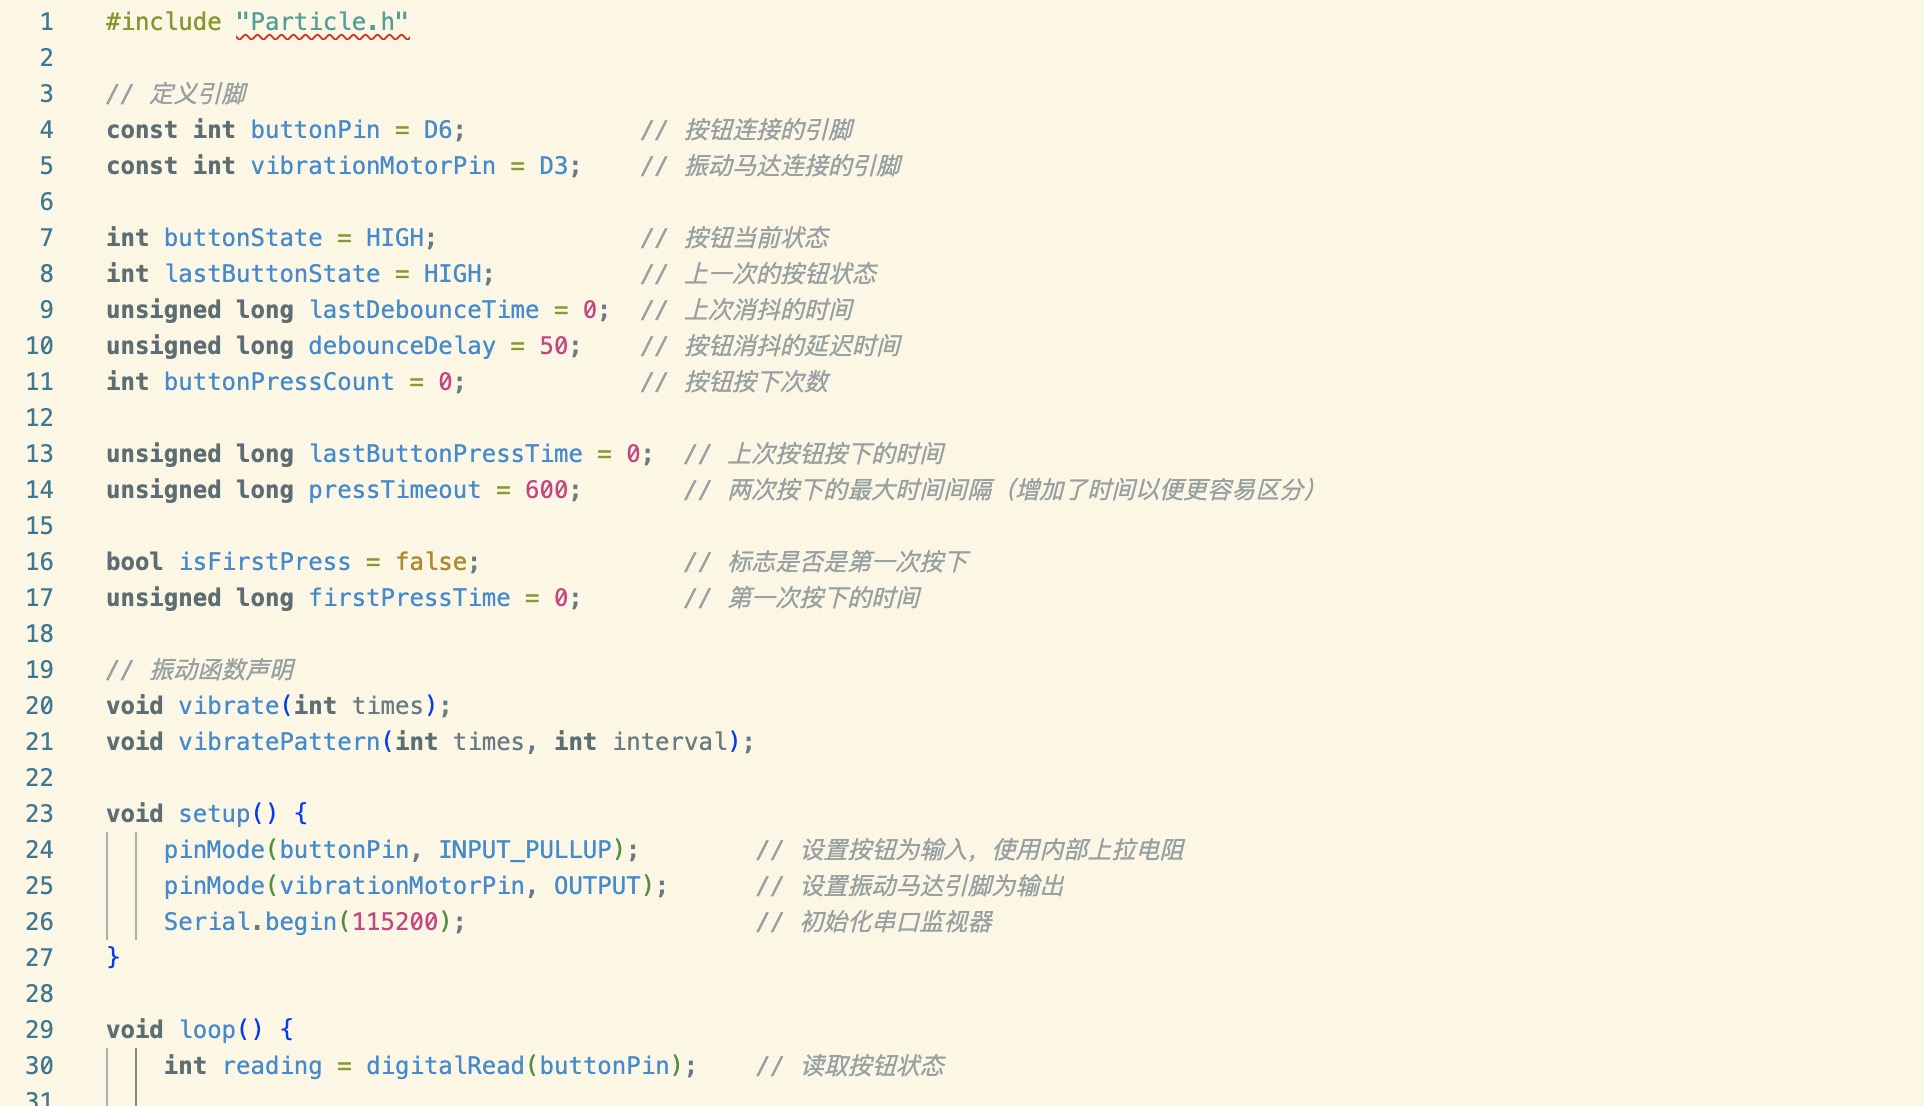 1 #include "Particle.h"
2
3 // 定义引脚
4 const int buttonPin = D6; // 按钮连接的引脚
5 const int vibrationMotorPin = D3; // 振动马达连接的引脚
6
7 int buttonState = HIGH; // 按钮当前状态
8 int lastButtonState = HIGH; // 上一次的按钮状态
9 unsigned long lastDebounceTime = 0; // 上次消抖的时间
10 unsigned long debounceDelay = 50; // 按钮消抖的延迟时间
11 int buttonPressCount = 0; // 按钮按下次数
12
13 unsigned long lastButtonPressTime = 0; // 上次按钮按下的时间
14 unsigned long pressTimeout = 600; // 两次按下的最大时间间隔（增加了时间以便更容易区分）
15
16 bool isFirstPress = false; // 标志是否是第一次按下
17 unsigned long firstPressTime = 0; // 第一次按下的时间
18
19 // 振动函数声明
20 void vibrate(int times);
21 void vibratePattern(int times, int interval);
22
23 void setup() {
24 pinMode(buttonPin, INPUT_PULLUP); // 设置按钮为输入，使用内部上拉电阻
25 pinMode(vibrationMotorPin, OUTPUT); // 设置振动马达引脚为输出
26 Serial.begin(115200); // 初始化串口监视器
27 }
28
29 void loop() {
30 int reading = digitalRead(buttonPin); // 读取按钮状态
31